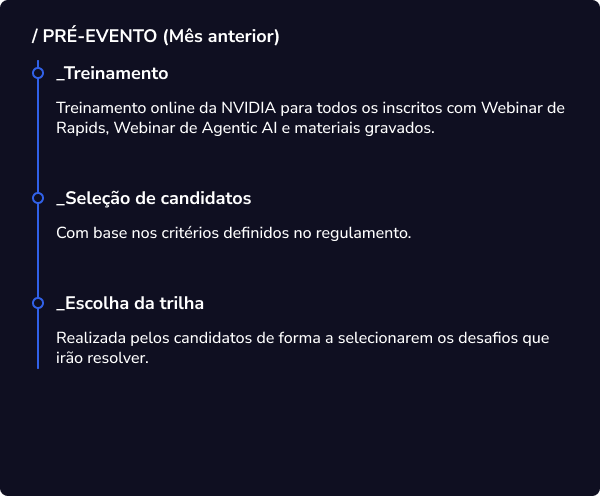 / PRÉ-EVENTO (Mês anterior)
_Treinamento
Treinamento online da NVIDIA para todos os inscritos com Webinar de
Rapids, Webinar de Agentic AI e materiais gravados.
_Seleção de candidatos
Com base nos critérios definidos no regulamento.
_Escolha da trilha
Realizada pelos candidatos de forma a selecionarem os desafios que
irão resolver.